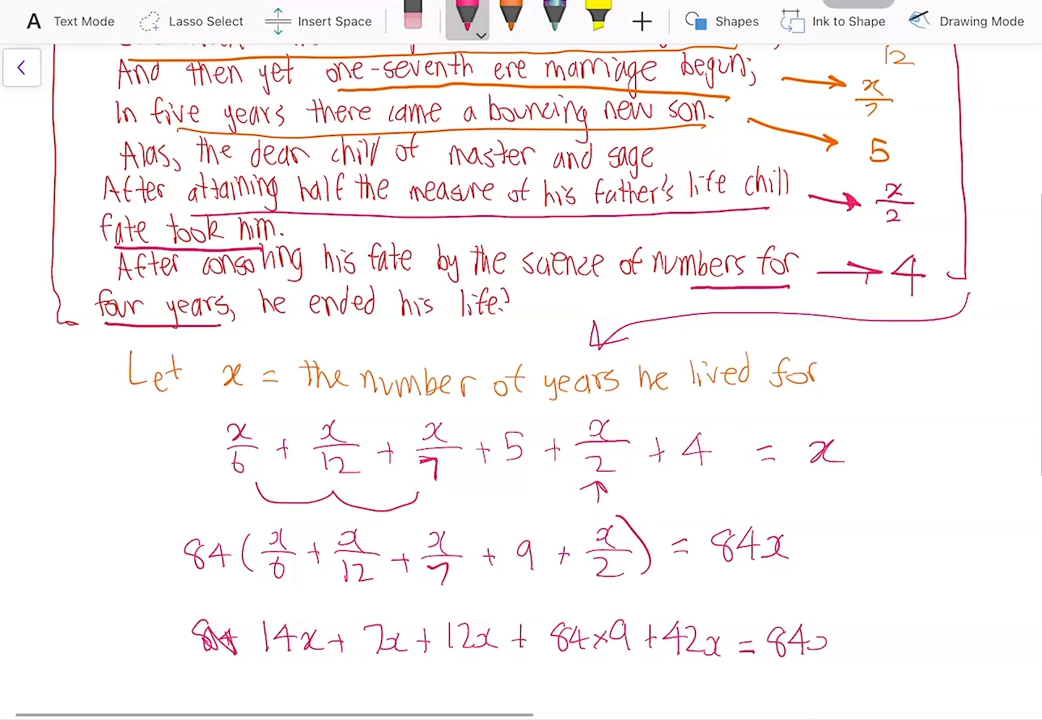 A Text Mode Lasso Select Insert Space Shapes Ink to Shape Drawing Mode
12
And then yet one-seventh ere marriage begun;
x/7
In five years there came a bouncing new son.
5
Alas, the dear child of master and sage
After attaining half the measure of his father's life chill
x/2
fate took him.
After consoling his fate by the science of numbers for
4
four years, he ended his life?
Let x = the number of years he lived for
x/6 + x/12 + x/7 + 5 + x/2 + 4 = x
84 ( x/6 + x/12 + x/7 + 9 + x/2 ) = 84x
14x + 7x + 12x + 84×9 + 42x = 84x